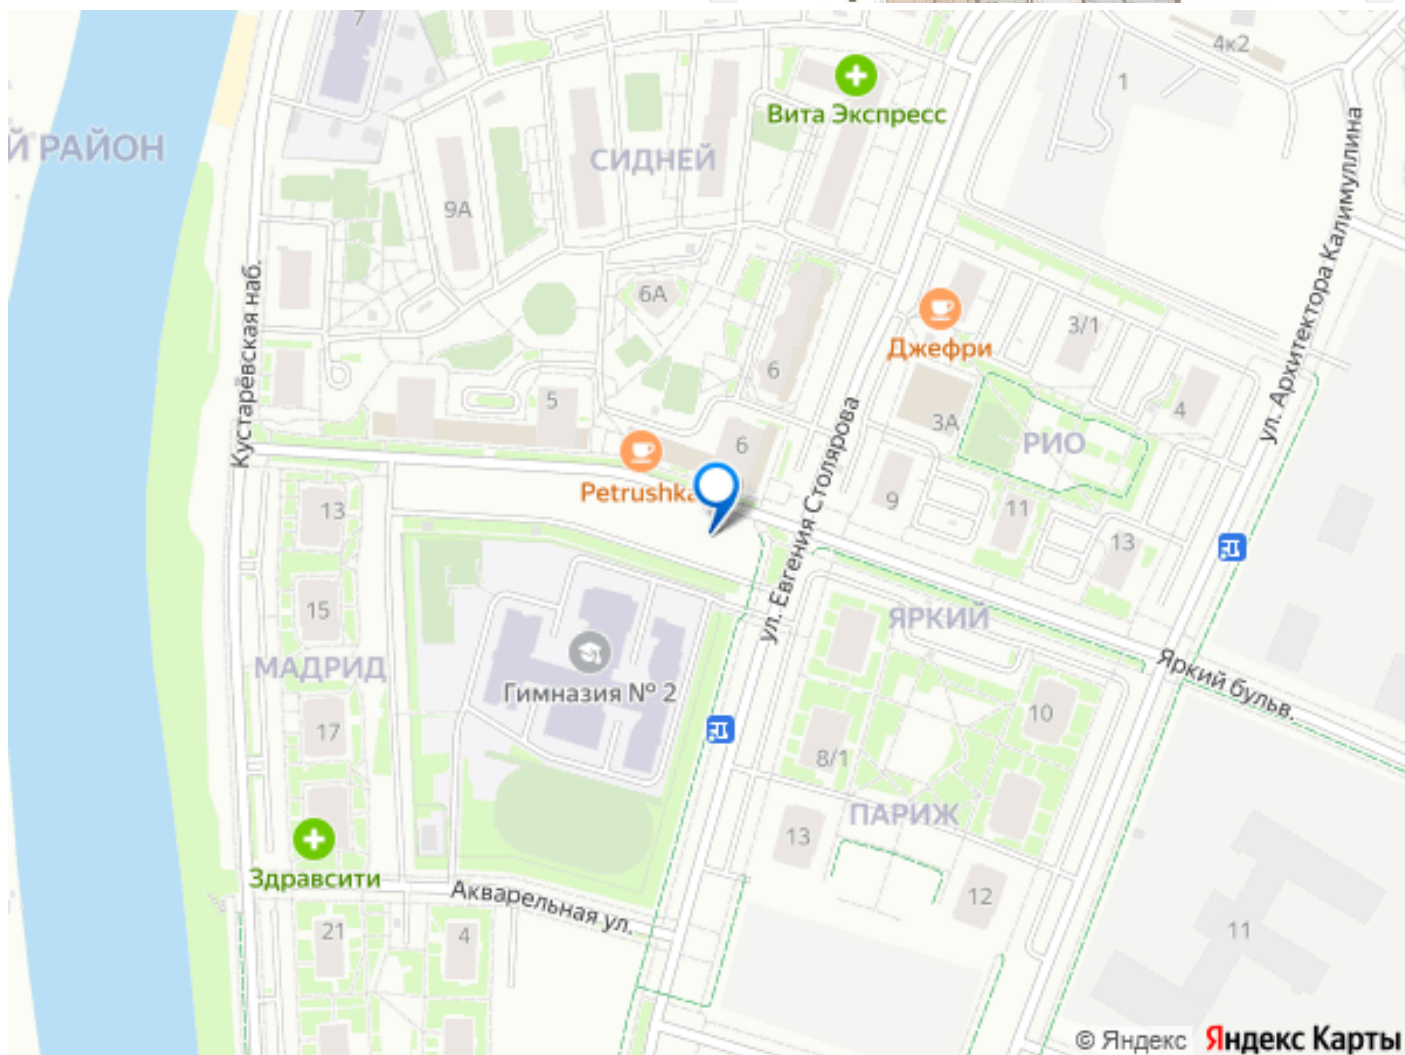 7
4к2
1
Вита Экспресс
Й РАЙОН
СИДНЕЙ
9А
ул. Архитектора Калимуллина
Кустарёвская наб.
6А
Джефри
3/1
6
5
3А
4
РИО
6
Petrushka
ул. Евгения Столярова
9
11
13
13
15
ЯРКИЙ
МАДРИД
Гимназия № 2
Яркий бульв.
17
10
8/1
ПАРИЖ
13
Здравсити
Акварельная ул.
12
21
4
11
© Яндекс Яндекс Карты